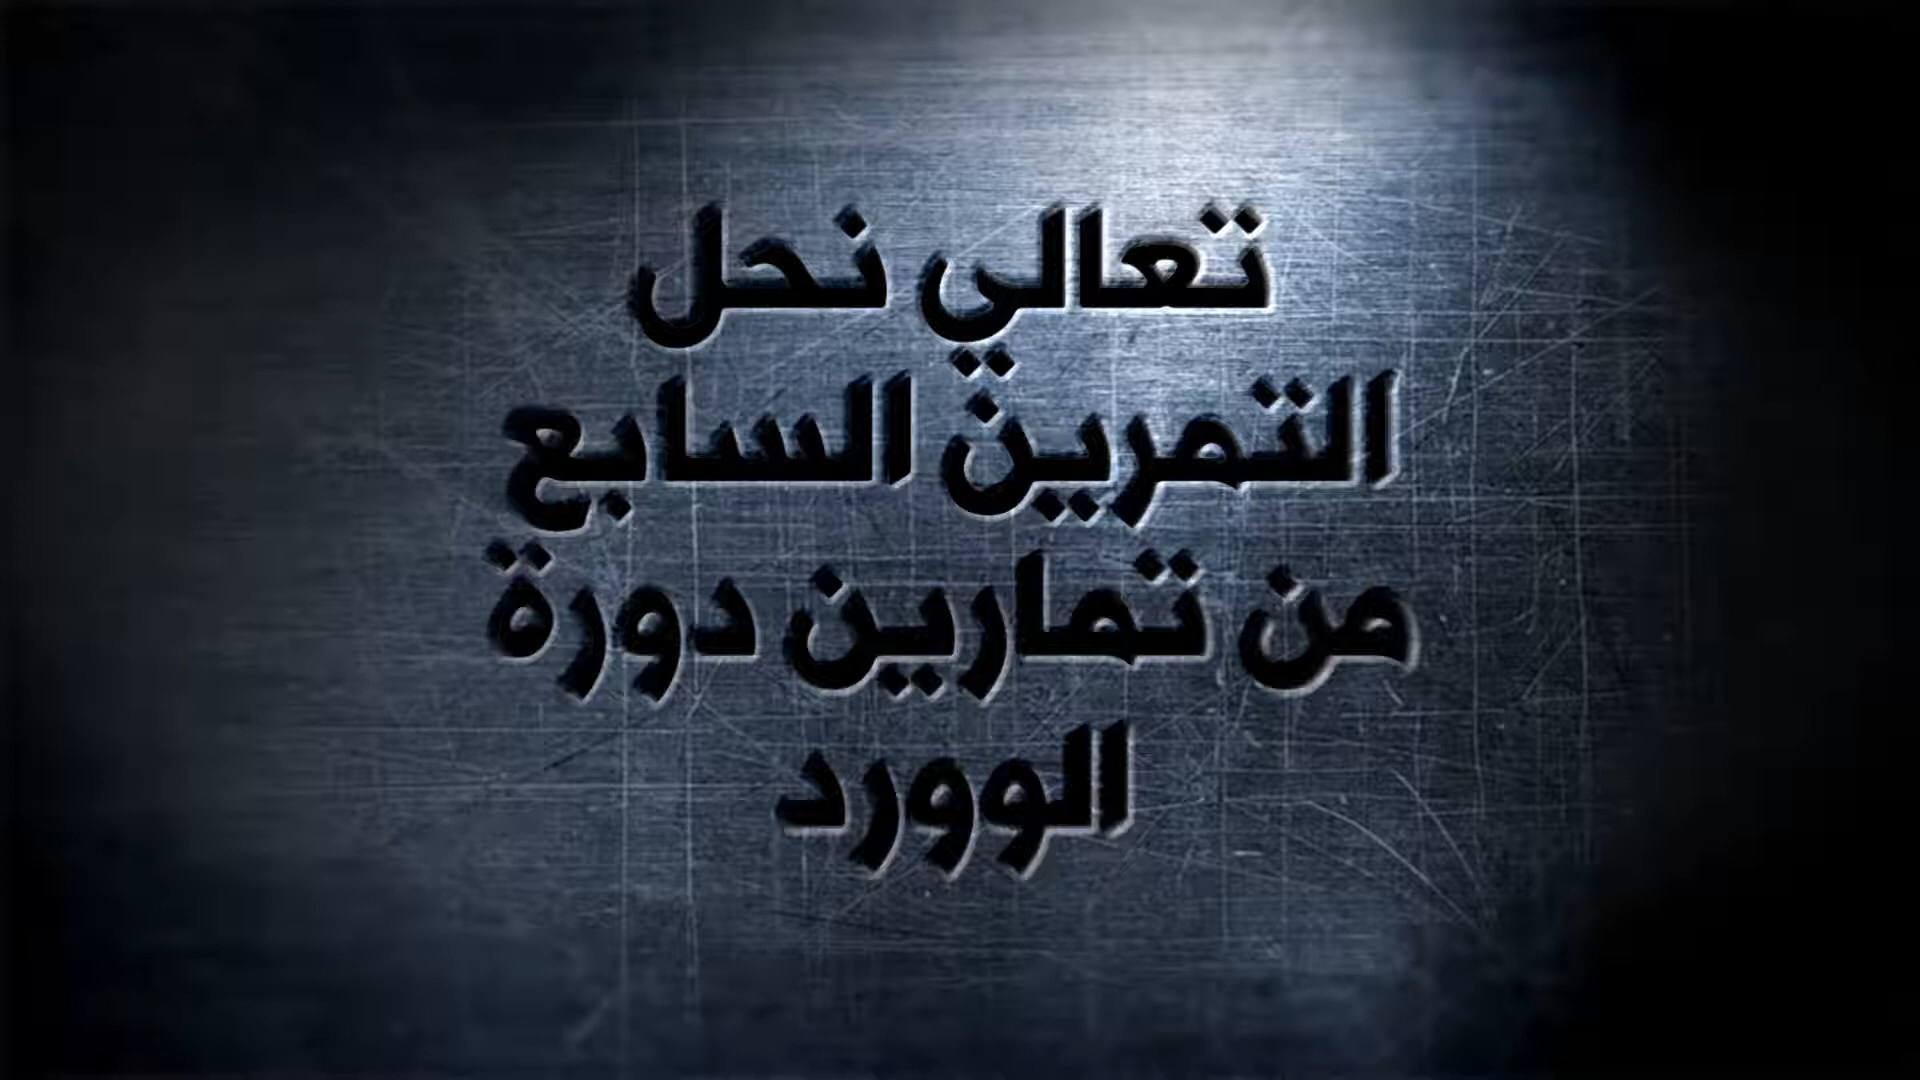 تعالي نحل
التمرين السابع
من تمارين دورة
الوورد